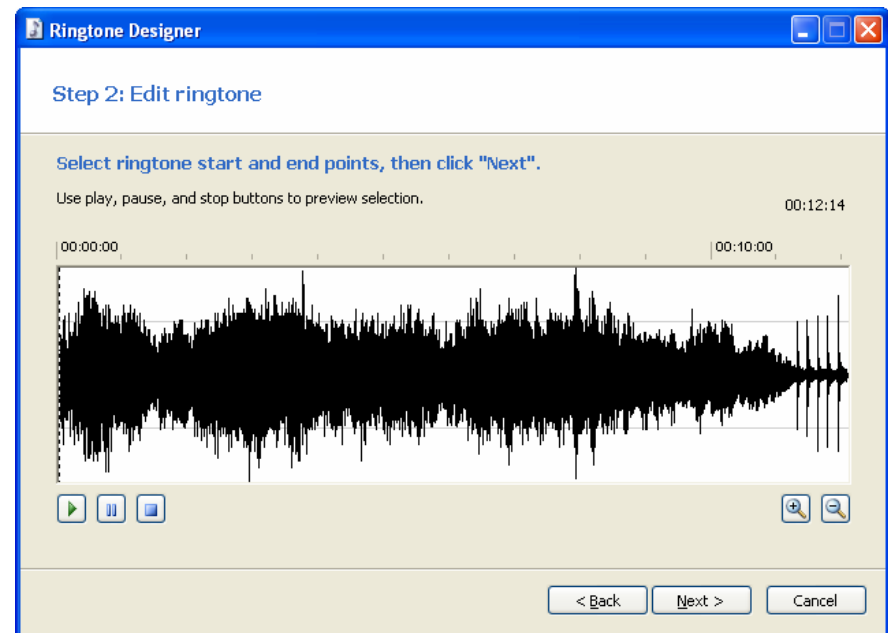 Ringtone Designer
Step 2: Edit ringtone
Select ringtone start and end points, then click "Next".
Use play, pause, and stop buttons to preview selection.
00:12:14
00:00:00 00:10:00
< Back Next > Cancel